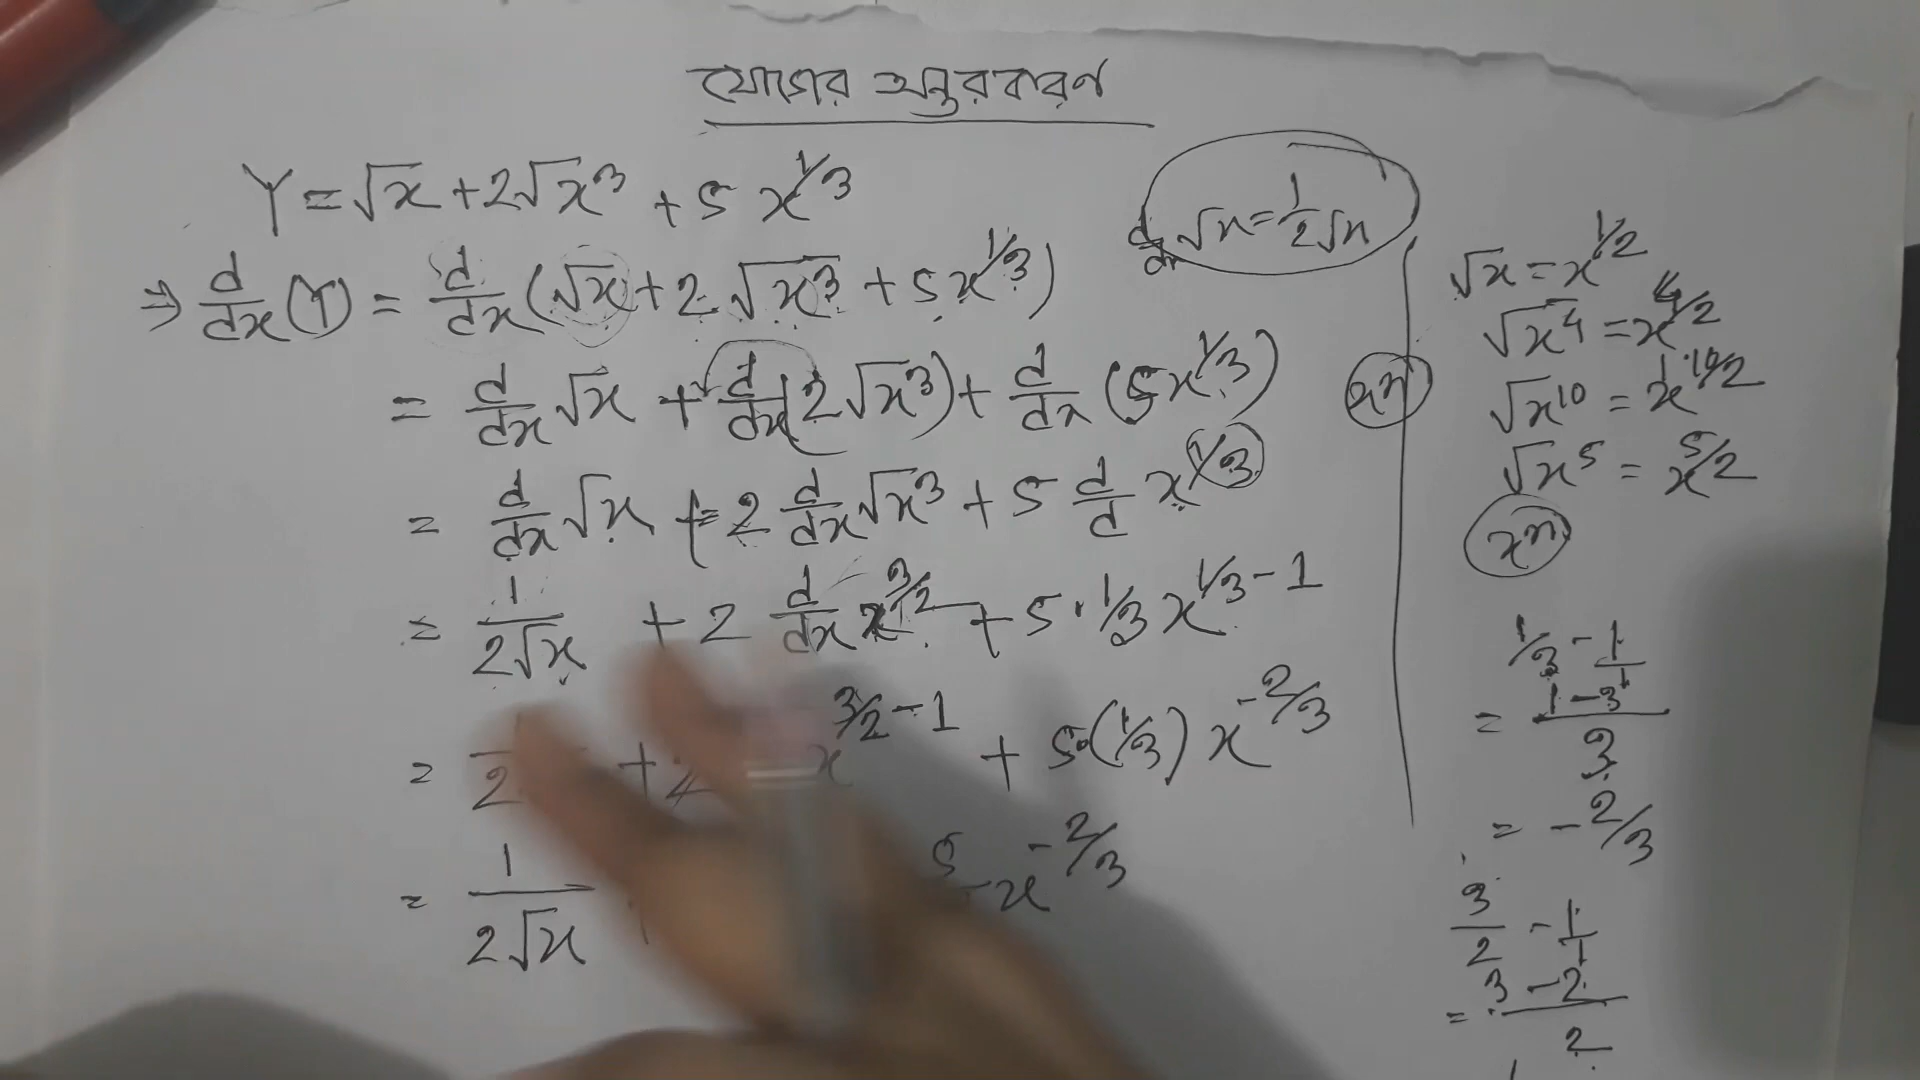 যোগের অন্তরকরণ
Y = √x + 2√x³ + 5x^{1/3}
⇒ d/dx (Y) = d/dx (√x + 2√x³ + 5x^{1/3})
= d/dx √x + d/dx (2√x³) + d/dx (5x^{1/3})
= d/dx √x + 2 d/dx √x³ + 5 d/d x^{1/3}
= 1/2√x + 2 d/dx x^{3/2} + 5·1/3 x^{1/3-1}
= 2 + 2 x^{3/2-1} + 5·(1/3) x^{-2/3}
= 1/2√x 5 x^{-2/3}
d/dx √x = 1/2√x
√x = x^{1/2}
√x⁴ = x^{4/2}
√x¹⁰ = x^{10/2}
√x⁵ = x^{5/2}
xⁿ
xⁿ
1/3 - 1/1
= 1-3/3
= -2/3
3/2 - 1/1
= 3-2/2